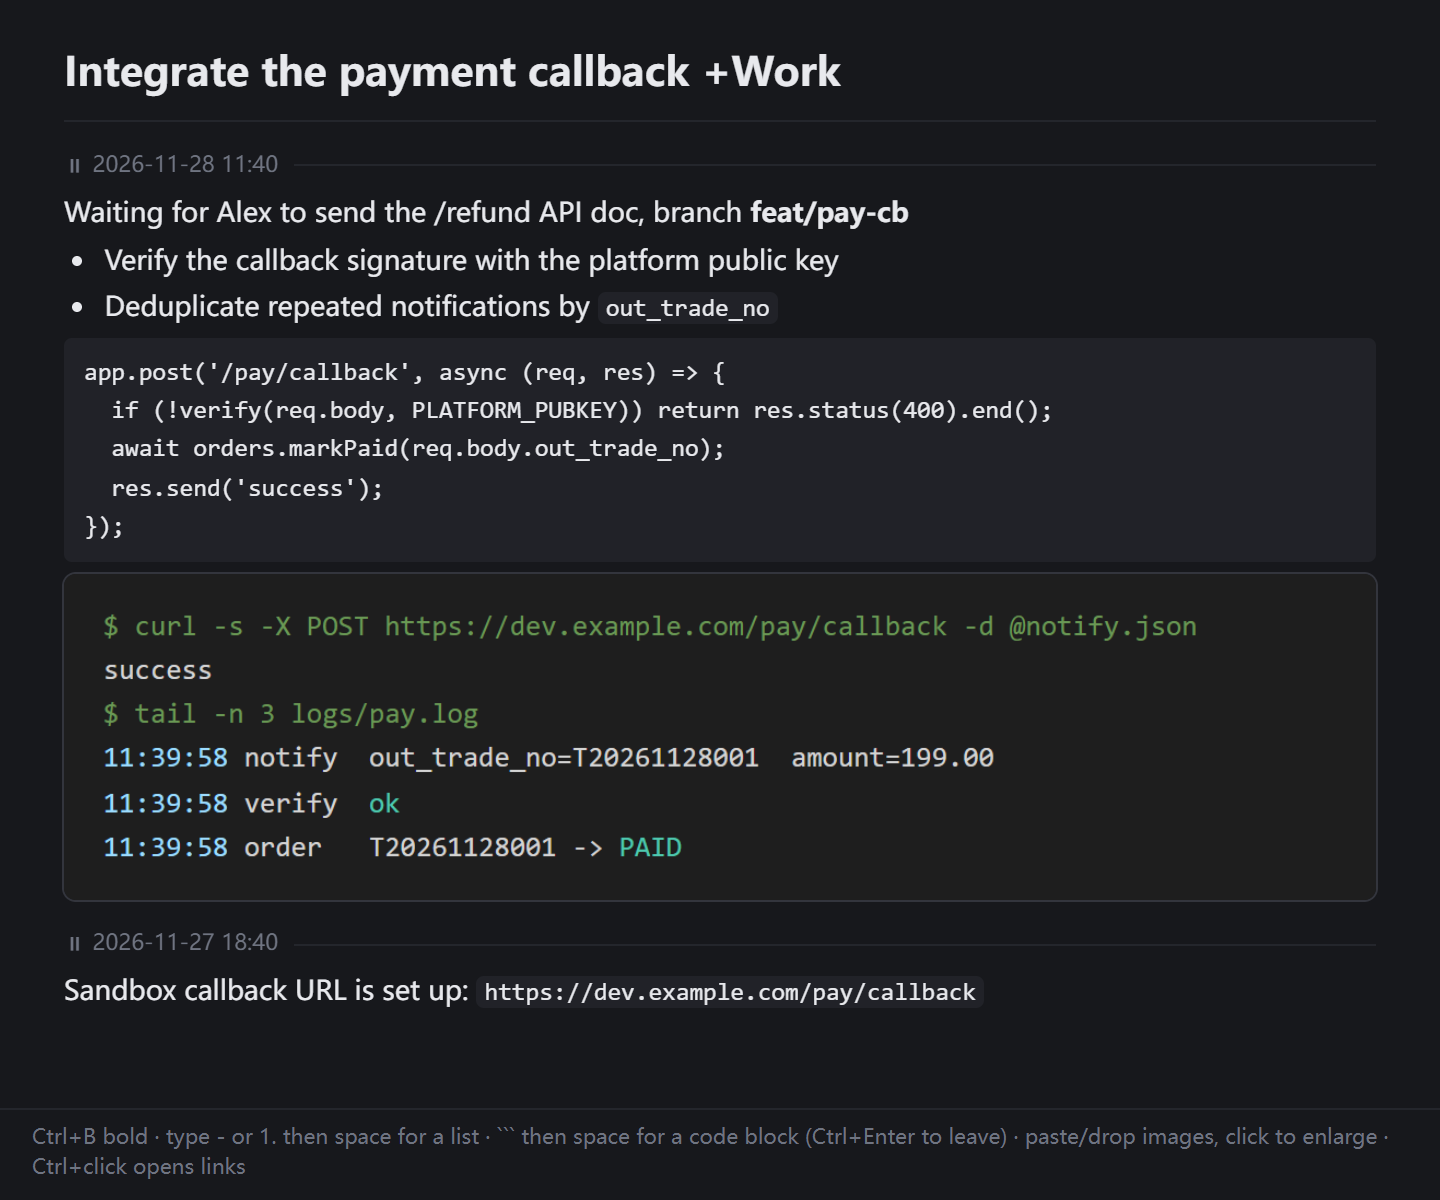 Integrate the payment callback +Work
2026-11-28 11:40
Waiting for Alex to send the /refund API doc, branch feat/pay-cb
• Verify the callback signature with the platform public key
• Deduplicate repeated notifications by out_trade_no
app.post('/pay/callback', async (req, res) => {
  if (!verify(req.body, PLATFORM_PUBKEY)) return res.status(400).end();
  await orders.markPaid(req.body.out_trade_no);
  res.send('success');
});
$ curl -s -X POST https://dev.example.com/pay/callback -d @notify.json
success
$ tail -n 3 logs/pay.log
11:39:58 notify  out_trade_no=T20261128001  amount=199.00
11:39:58 verify  ok
11:39:58 order   T20261128001 -> PAID
2026-11-27 18:40
Sandbox callback URL is set up: https://dev.example.com/pay/callback
Ctrl+B bold · type - or 1. then space for a list · ``` then space for a code block (Ctrl+Enter to leave) · paste/drop images, click to enlarge ·
Ctrl+click opens links